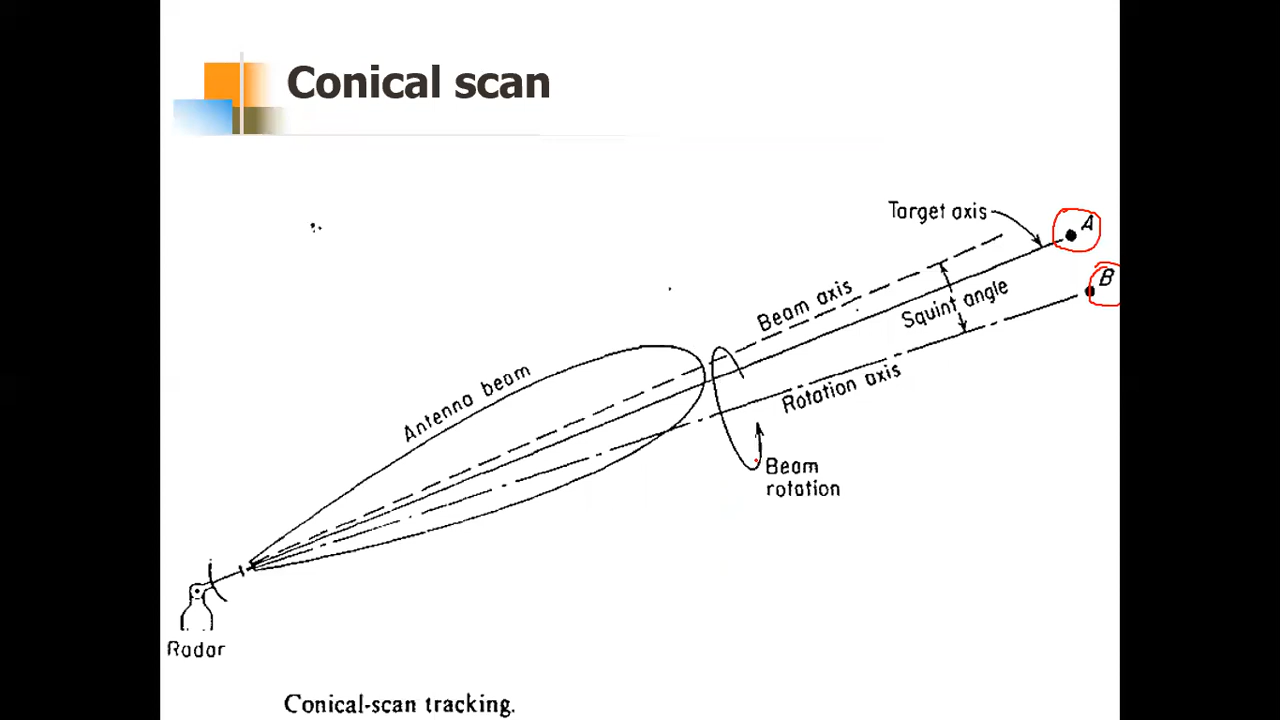 Conical scan
Target axis
A
B
Beam axis
Squint angle
Rotation axis
Antenna beam
Beam
rotation
Radar
Conical-scan tracking.